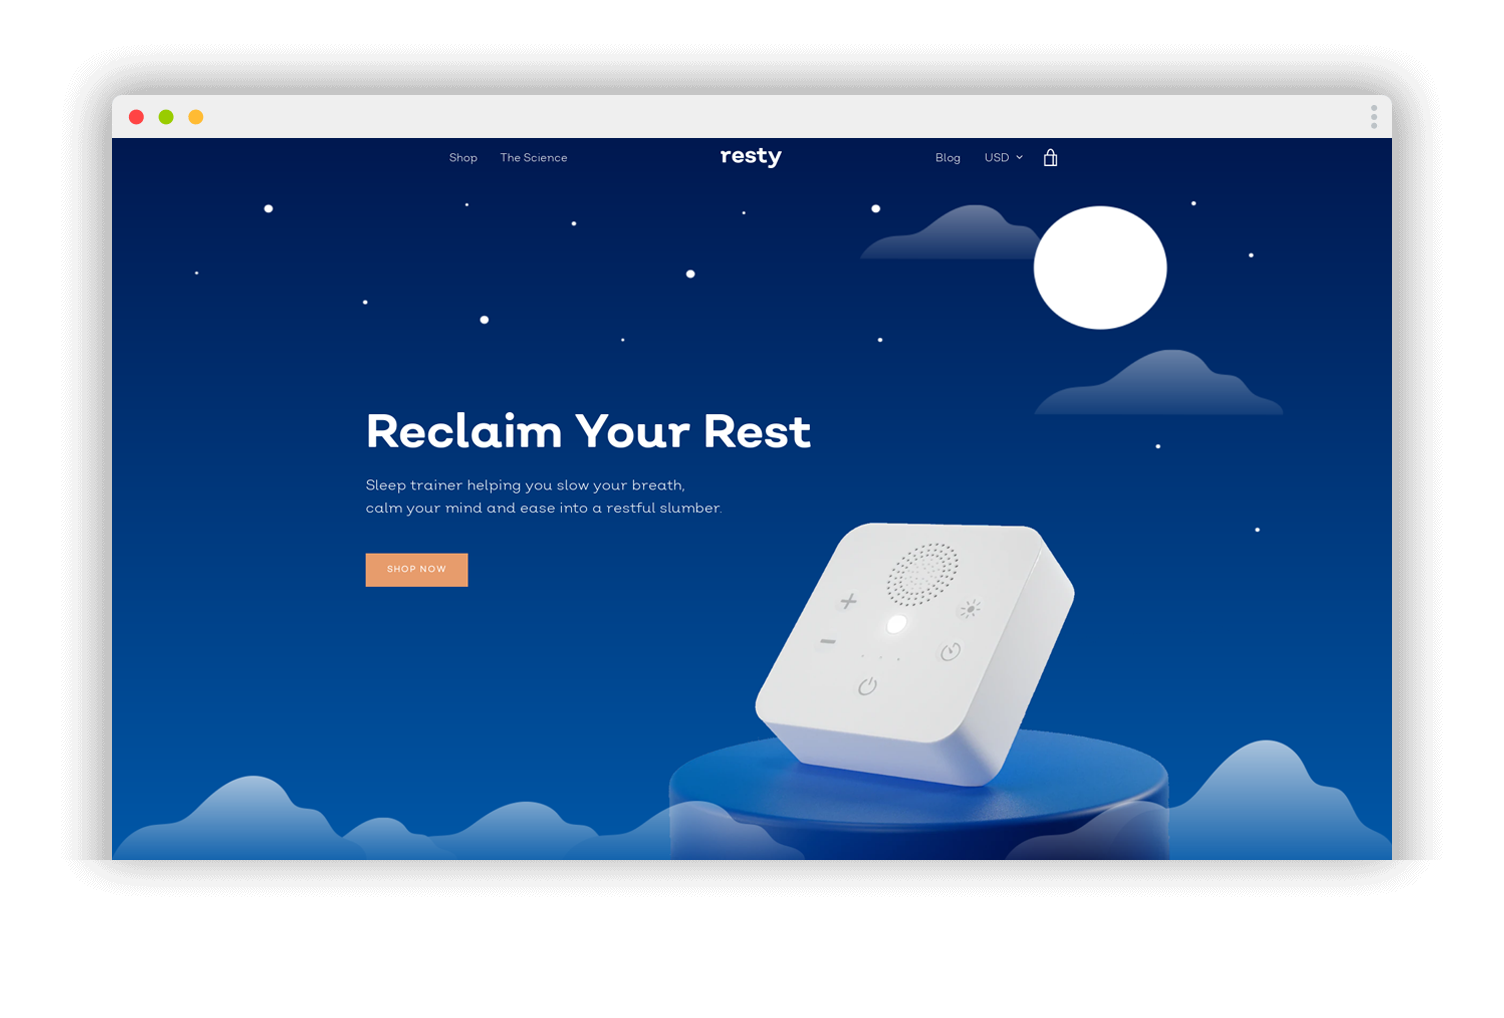 Shop The Science resty Blog USD
Reclaim Your Rest
Sleep trainer helping you slow your breath,
calm your mind and ease into a restful slumber.
SHOP NOW